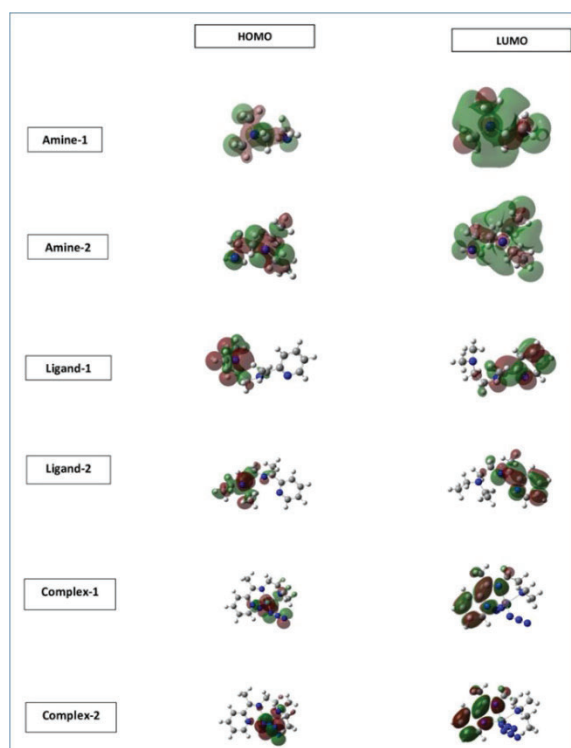 HOMO
LUMO
Amine-1
Amine-2
Ligand-1
Ligand-2
Complex-1
Complex-2